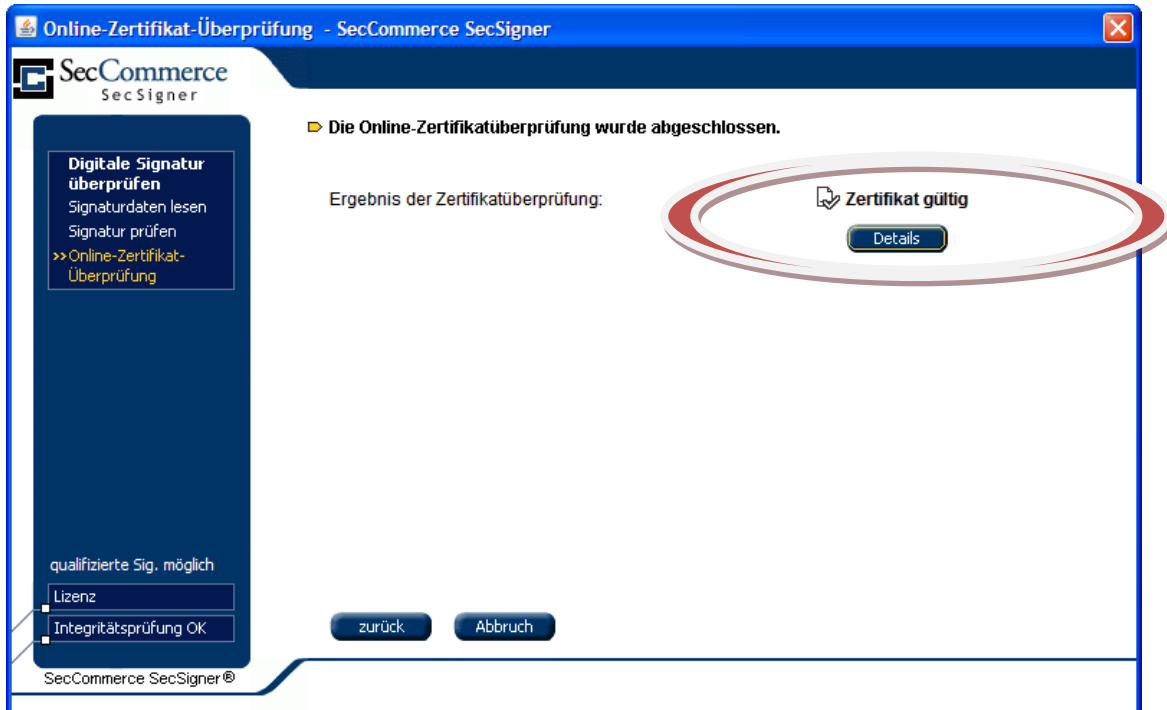 Online-Zertifikat-Überprüfung - SecCommerce SecSigner
SecCommerce
SecSigner
Die Online-Zertifikatüberprüfung wurde abgeschlossen.
Digitale Signatur
überprüfen
Signaturdaten lesen
Signatur prüfen
>> Online-Zertifikat-
Überprüfung
Ergebnis der Zertifikatüberprüfung:
Zertifikat gültig
Details
qualifizierte Sig. möglich
Lizenz
Integritätsprüfung OK
zurück
Abbruch
SecCommerce SecSigner®